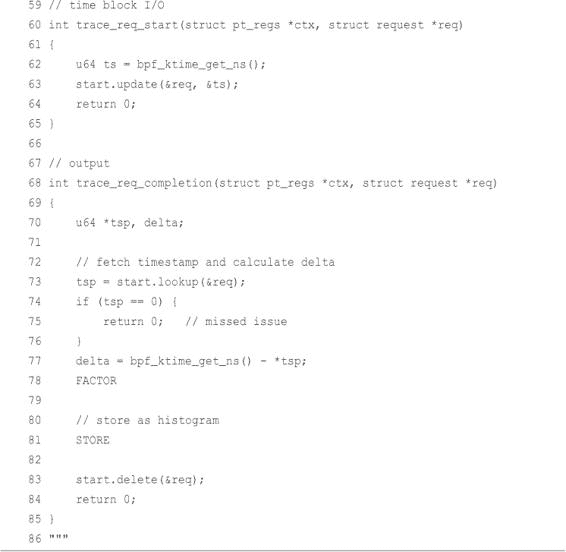 59 // time block I/O
60 int trace_req_start(struct pt_regs *ctx, struct request *req)
61 {
62     u64 ts = bpf_ktime_get_ns();
63     start.update(&req, &ts);
64     return 0;
65 }
66
67 // output
68 int trace_req_completion(struct pt_regs *ctx, struct request *req)
69 {
70     u64 *tsp, delta;
71
72     // fetch timestamp and calculate delta
73     tsp = start.lookup(&req);
74     if (tsp == 0) {
75         return 0;   // missed issue
76     }
77     delta = bpf_ktime_get_ns() - *tsp;
78     FACTOR
79
80     // store as histogram
81     STORE
82
83     start.delete(&req);
84     return 0;
85 }
86 """